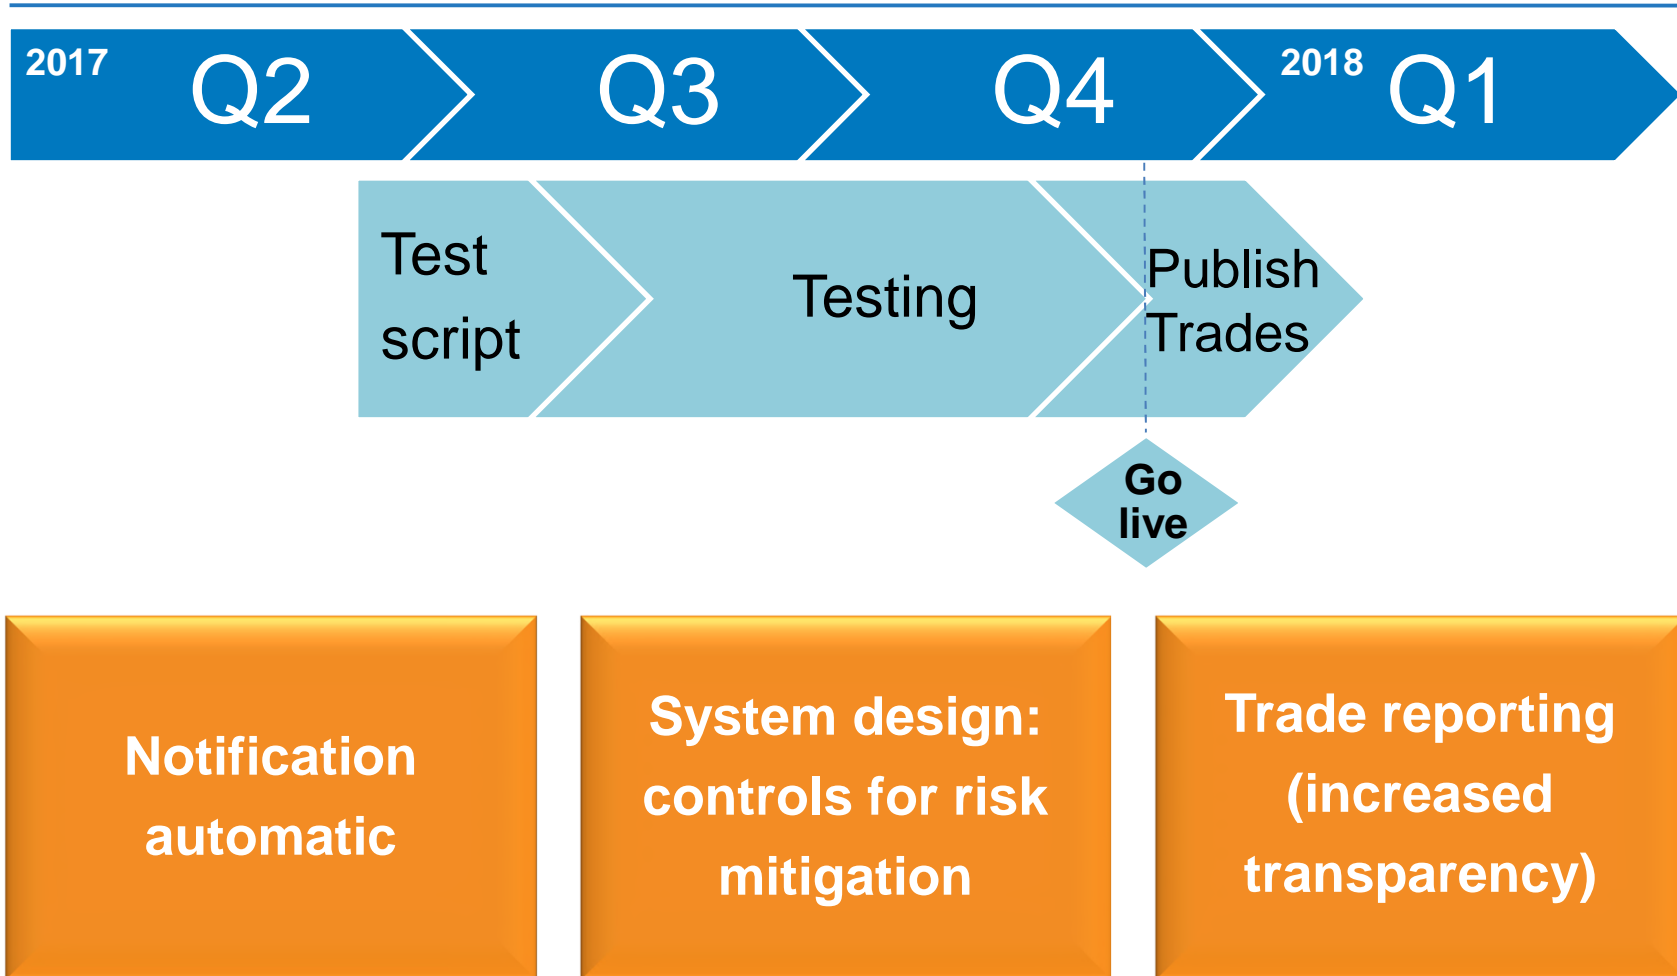 2017 Q2 Q3 Q4 2018 Q1
Test
script
Testing
Publish
Trades
Go
live
Notification
automatic
System design:
controls for risk
mitigation
Trade reporting
(increased
transparency)